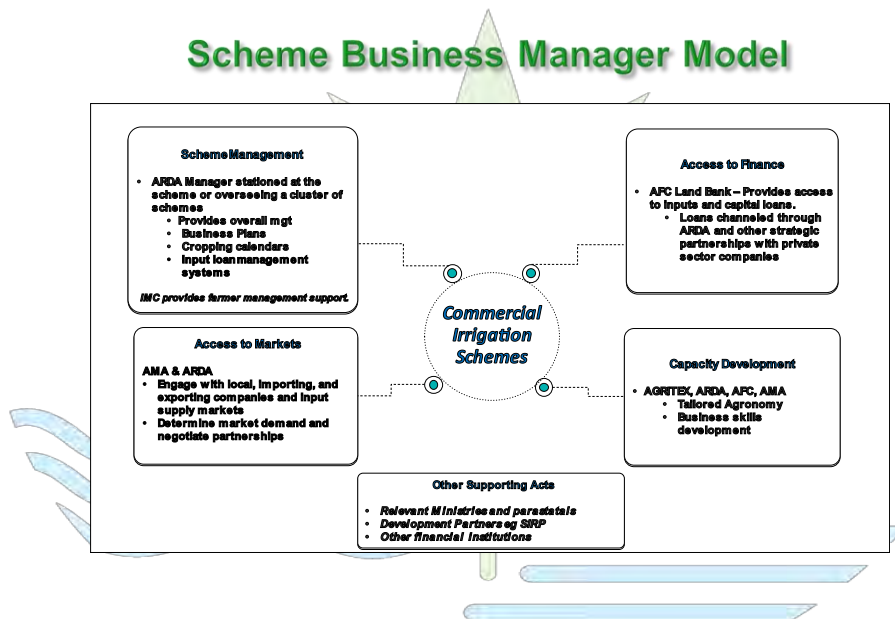 Scheme Business Manager Model
Scheme Management
• ARDA Manager stationed at the
scheme or overseeing a cluster of
schemes
• Provides overall mgt
• Business Plans
• Cropping calendars
• Input loan management
systems
IMC provides farmer management support.
Access to Finance
• AFC Land Bank – Provides access
to inputs and capital loans.
• Loans channeled through
ARDA and other strategic
partnerships with private
sector companies
Commercial
Irrigation
Schemes
Access to Markets
AMA & ARDA
• Engage with local, importing, and
exporting companies and input
supply markets
• Determine market demand and
negotiate partnerships
Capacity Development
• AGRITEX, ARDA, AFC, AMA
• Tailored Agronomy
• Business skills
development
Other Supporting Acts
• Relevant Ministries and parastatals
• Development Partners eg SIRP
• Other financial institutions